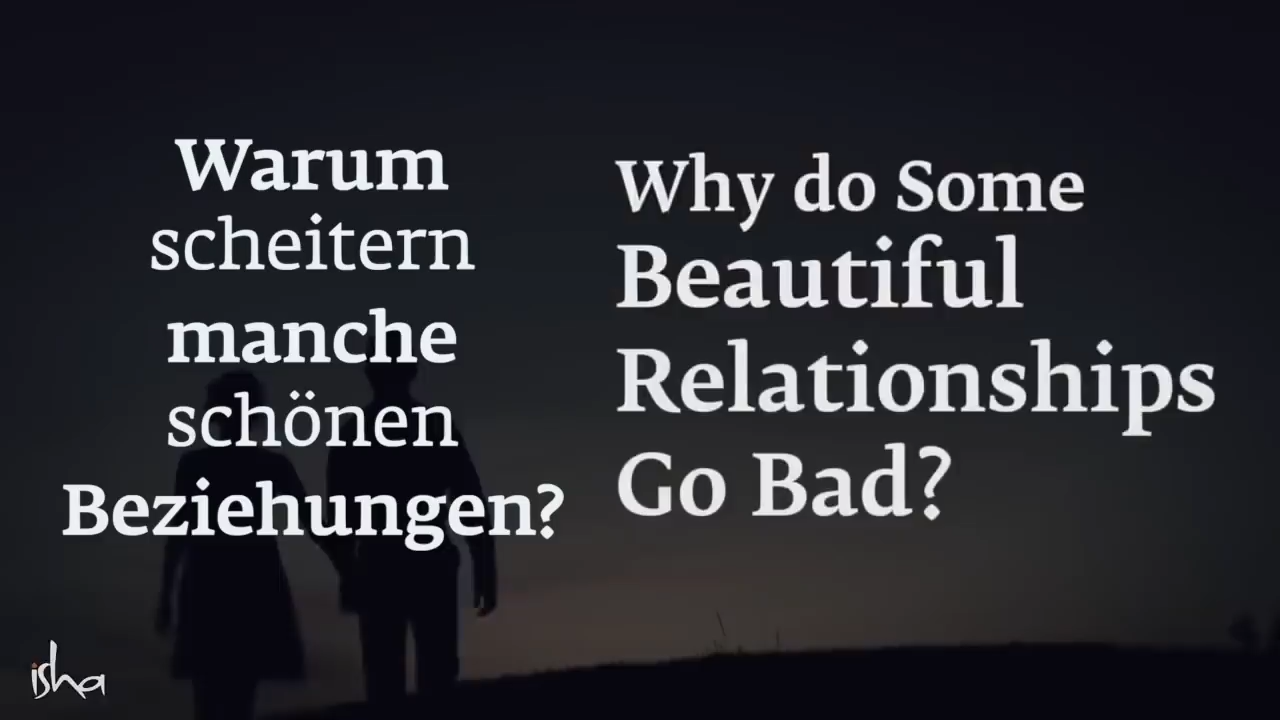 Warum
scheitern
manche
schönen
Beziehungen?
Why do Some
Beautiful
Relationships
Go Bad?
isha